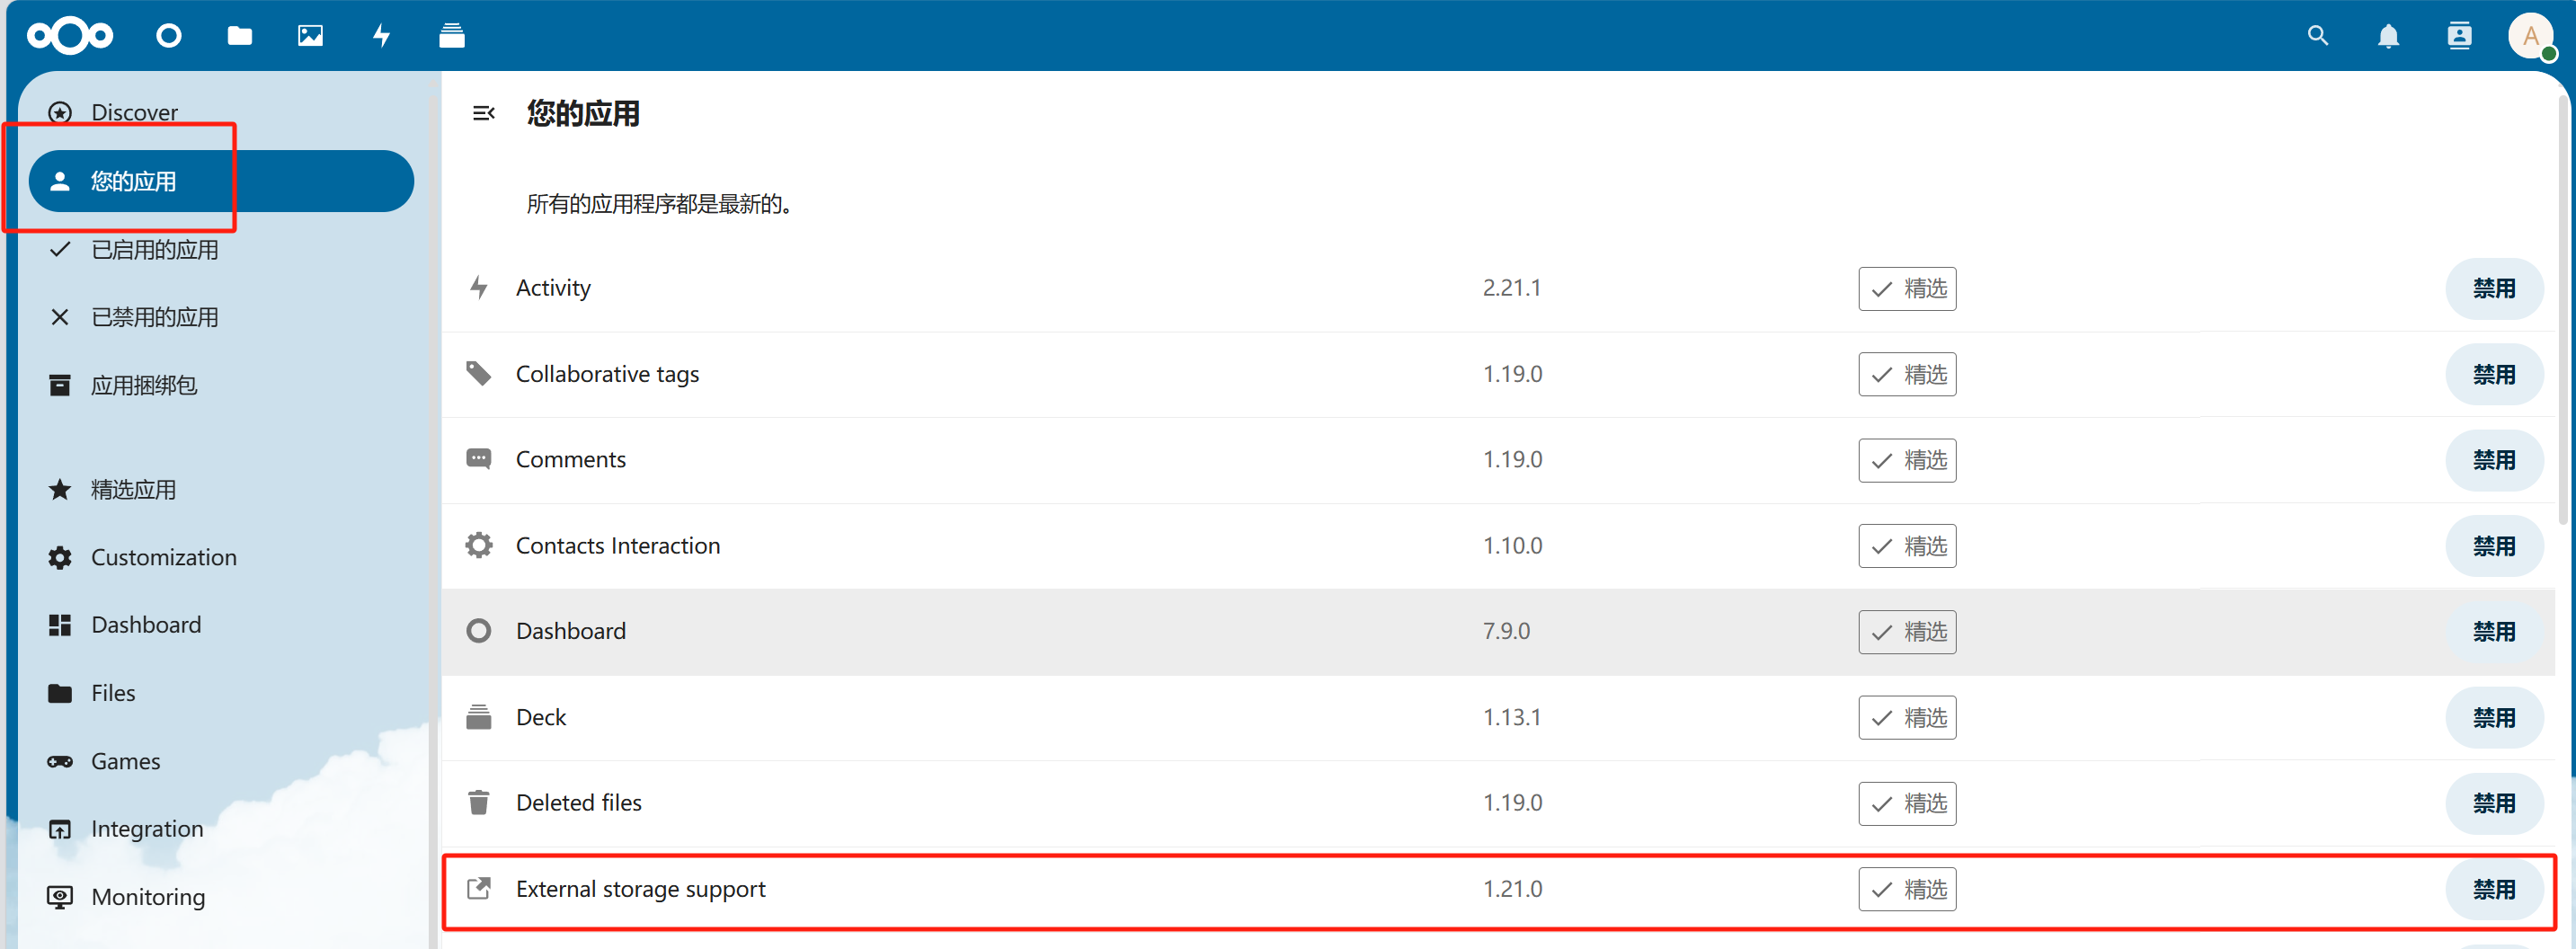 A
Discover
您的应用
已启用的应用
已禁用的应用
应用捆绑包
精选应用
Customization
Dashboard
Files
Games
Integration
Monitoring
您的应用
所有的应用程序都是最新的。
Activity 2.21.1 精选 禁用
Collaborative tags 1.19.0 精选 禁用
Comments 1.19.0 精选 禁用
Contacts Interaction 1.10.0 精选 禁用
Dashboard 7.9.0 精选 禁用
Deck 1.13.1 精选 禁用
Deleted files 1.19.0 精选 禁用
External storage support 1.21.0 精选 禁用